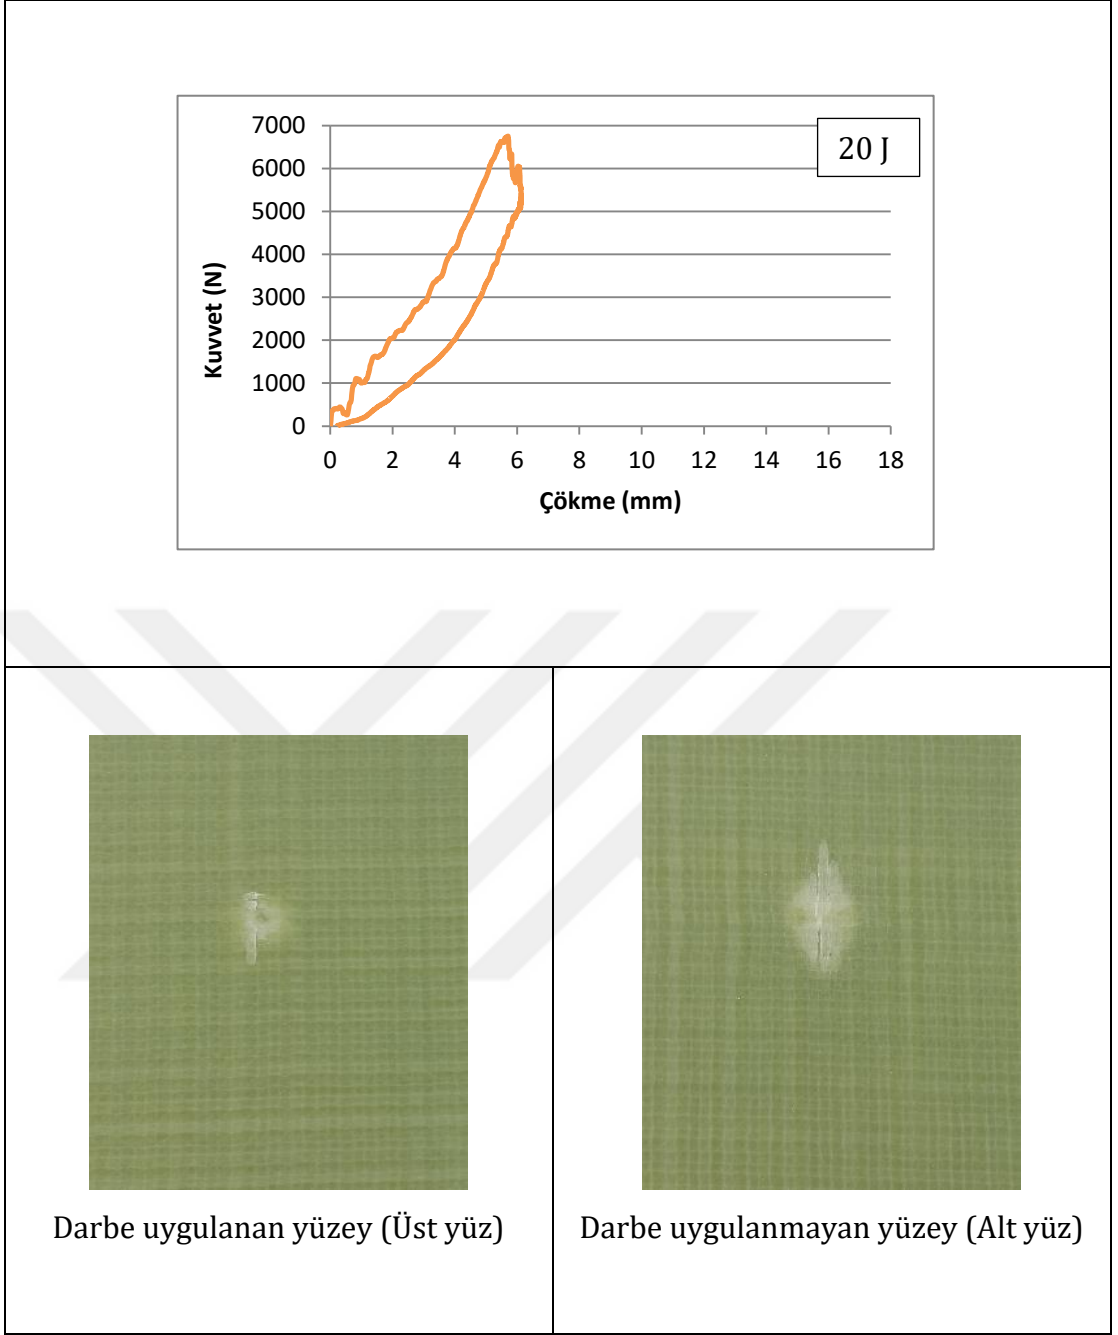 20 J
7000
6000
5000
4000
3000
2000
1000
0
Kuvvet (N)
0 2 4 6 8 10 12 14 16 18
Çökme (mm)
Darbe uygulanan yüzey (Üst yüz)
Darbe uygulanmayan yüzey (Alt yüz)